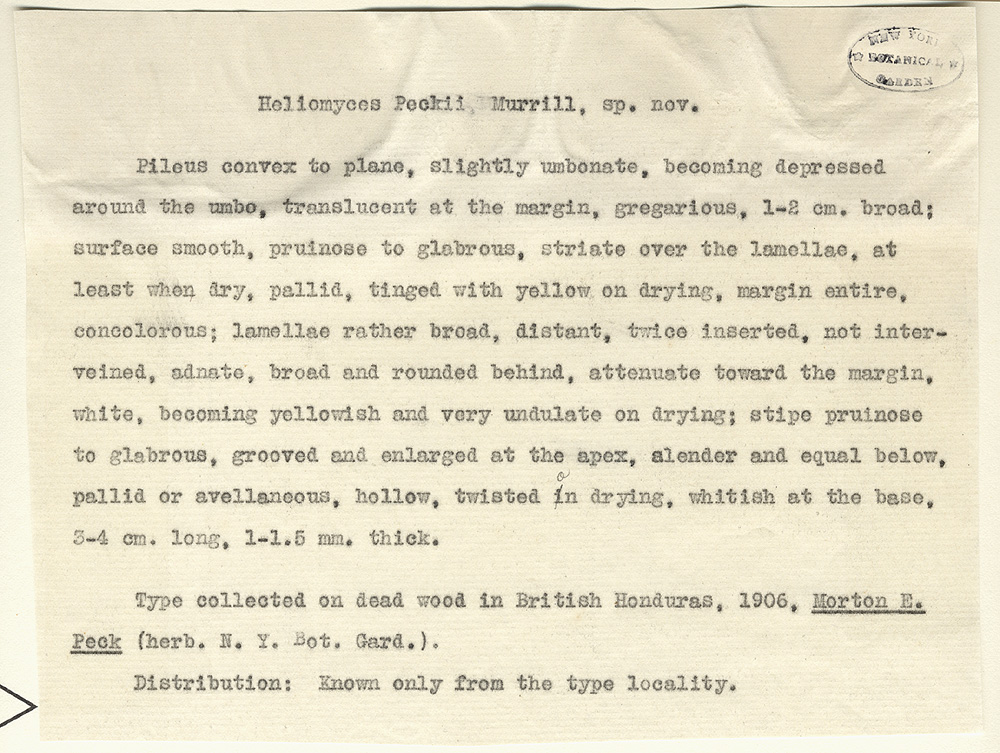 NEW YORK
BOTANICAL
GARDEN
Heliomyces Peckii Murrill, sp. nov.
Pileus convex to plane, slightly umbonate, becoming depressed
around the umbo, translucent at the margin, gregarious, 1-2 cm. broad;
surface smooth, pruinose to glabrous, striate over the lamellae, at
least when dry, pallid, tinged with yellow on drying, margin entire,
concolorous; lamellae rather broad, distant, twice inserted, not inter-
veined, adnate, broad and rounded behind, attenuate toward the margin,
white, becoming yellowish and very undulate on drying; stipe pruinose
to glabrous, grooved and enlarged at the apex, alender and equal below,
o
pallid or avellaneous, hollow, twisted in drying, whitish at the base,
3-4 cm. long, 1-1.5 mm. thick.
Type collected on dead wood in British Honduras, 1906, Morton E.
Peck (herb. N. Y. Bot. Gard.).
Distribution: Known only from the type locality.